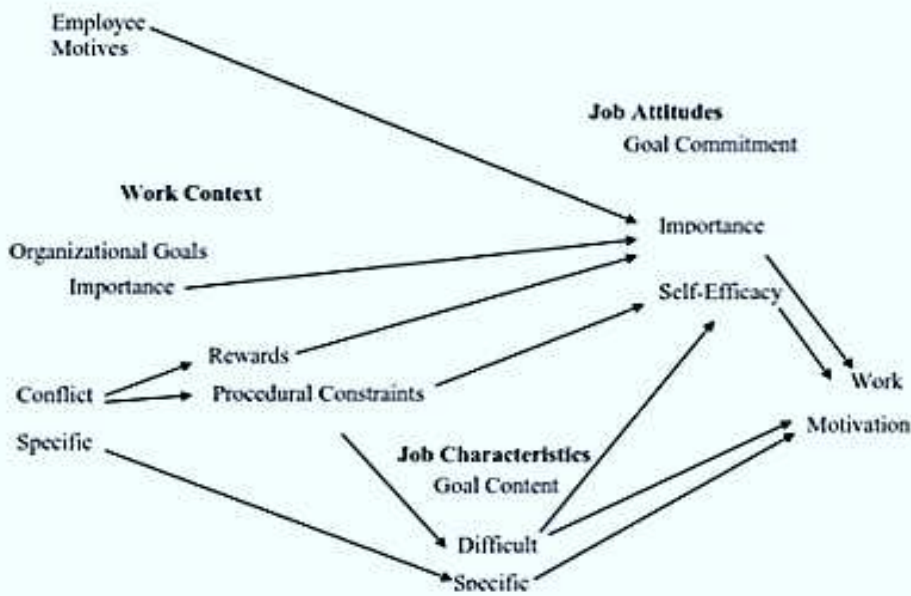 Employee
Motives
Job Attitudes
Goal Commitment
Work Context
Importance
Organizational Goals
Importance
Self-Efficacy
Rewards
Conflict
Procedural Constraints
Work
Motivation
Specific
Job Characteristics
Goal Content
Difficult
Specific